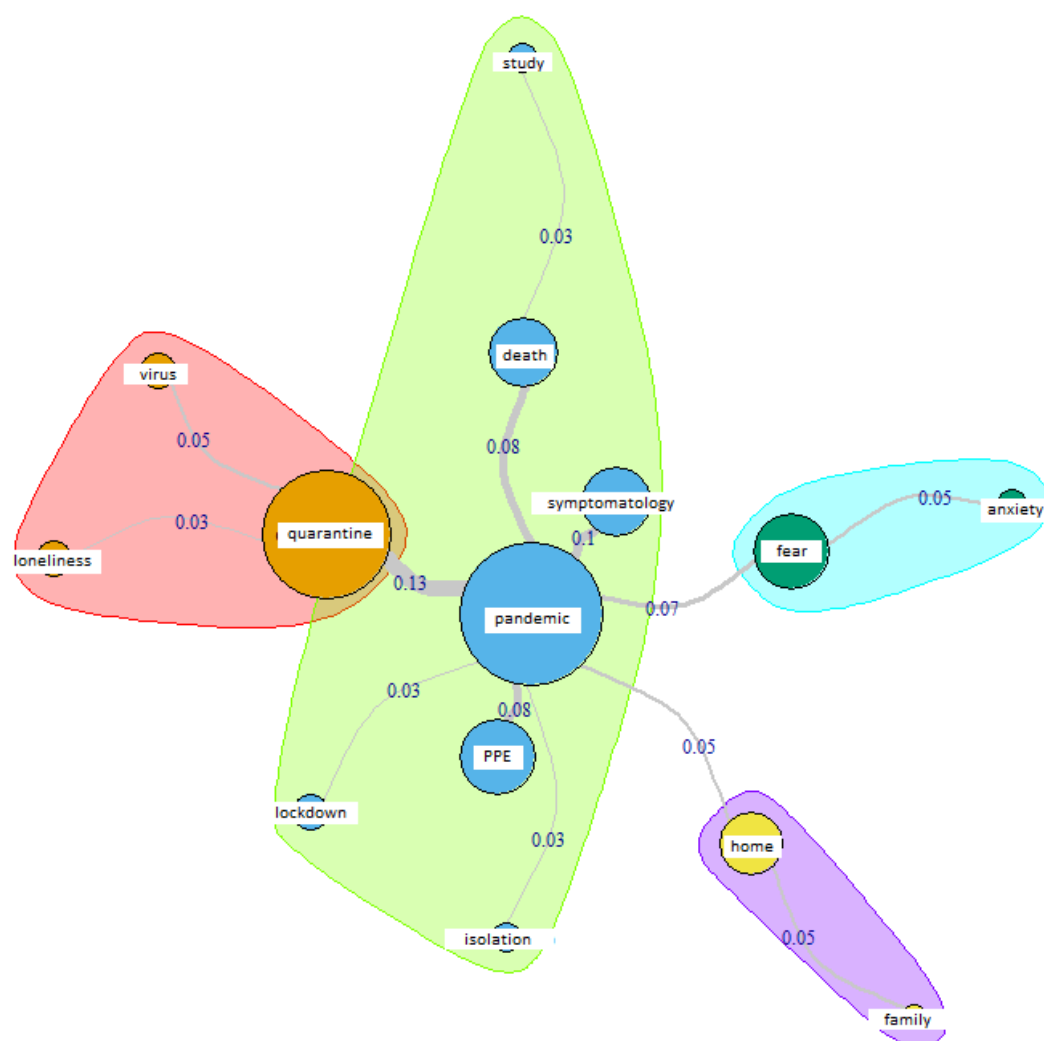 study
0.03
death
virus
0.05
0.08
symptomatology
anxiety
0.05
0.03
quarantine
0.1
fear
loneliness
0.13
0.07
pandemic
0.03
0.08
0.05
PPE
lockdown
0.03
home
isolation
0.05
family